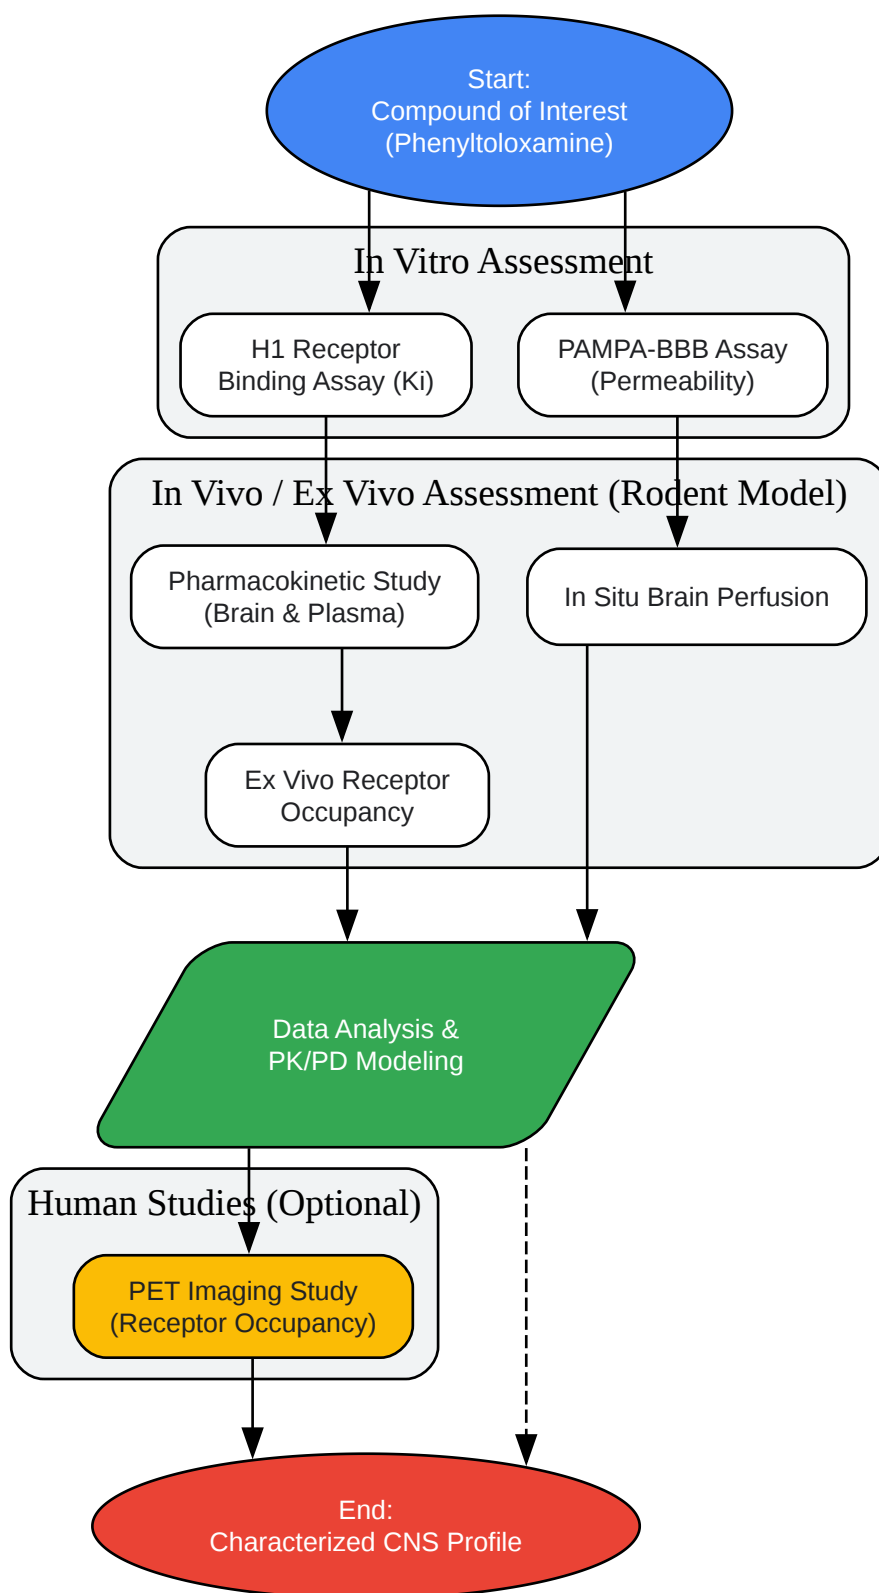 Start:
Compound of Interest
(Phenyltoloxamine)
In Vitro Assessment
H1 Receptor
Binding Assay (Ki)
PAMPA-BBB Assay
(Permeability)
In Vivo / Ex Vivo Assessment (Rodent Model)
Pharmacokinetic Study
(Brain & Plasma)
In Situ Brain Perfusion
Ex Vivo Receptor
Occupancy
Data Analysis &
PK/PD Modeling
Human Studies (Optional)
PET Imaging Study
(Receptor Occupancy)
End:
Characterized CNS Profile